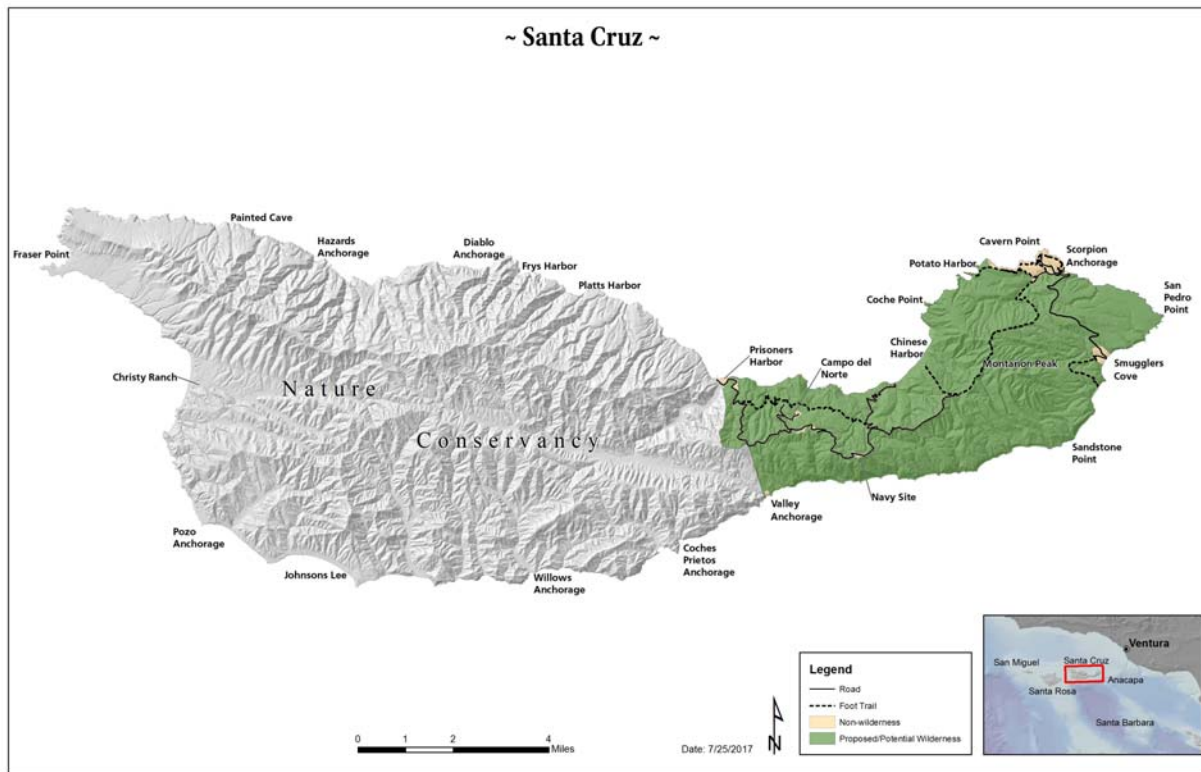 ~ Santa Cruz ~
Painted Cave
Fraser Point
Hazards
Anchorage
Diablo
Anchorage
Frys Harbor
Platts Harbor
Cavern Point
Scorpion
Anchorage
Potato Harbor
San
Pedro
Point
Coche Point
Chinese
Harbor
Prisoners
Harbor
Campo del
Norte
Montanon Peak
Smugglers
Cove
Christy Ranch
Nature
Conservancy
Sandstone
Point
Navy Site
Valley
Anchorage
Pozo
Anchorage
Johnsons Lee
Willows
Anchorage
Coches
Prietos
Anchorage
Legend
Road
Foot Trail
Non-wilderness
Proposed/Potential Wilderness
0 1 2 4
Miles
N
Date: 7/25/2017
Ventura
San Miguel
Santa Cruz
Anacapa
Santa Rosa
Santa Barbara